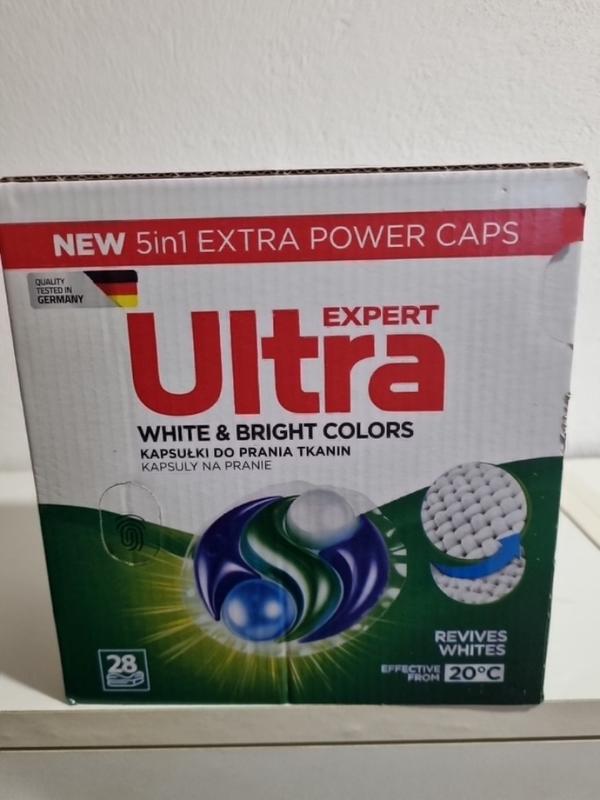 NEW 5in1 EXTRA POWER CAPS
QUALITY
TESTED IN
GERMANY
EXPERT
Ultra
WHITE & BRIGHT COLORS
KAPSUŁKI DO PRANIA TKANIN
KAPSULY NA PRANIE
REVIVES
WHITES
28
EFFECTIVE
FROM 20°C